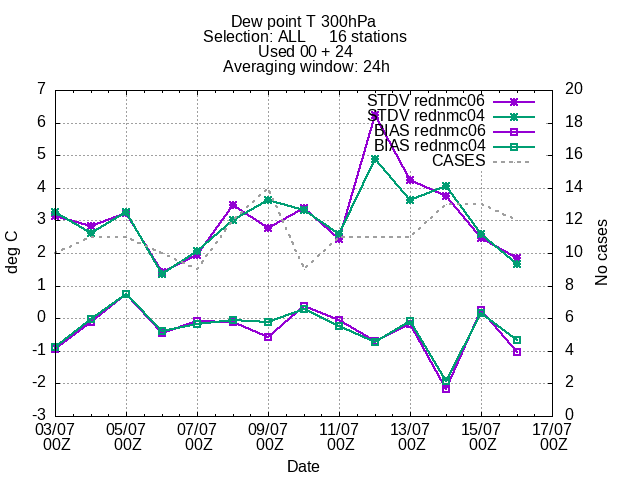 Dew point T 300hPa
Selection: ALL 16 stations
Used 00 + 24
Averaging window: 24h
STDV rednmc06
STDV rednmc04
BIAS rednmc06
BIAS rednmc04
CASES
7
6
5
4
3
2
1
0
-1
-2
-3
deg C
20
18
16
14
12
10
8
6
4
2
0
No cases
03/07 05/07 07/07 09/07 11/07 13/07 15/07 17/07
00Z 00Z 00Z 00Z 00Z 00Z 00Z 00Z
Date